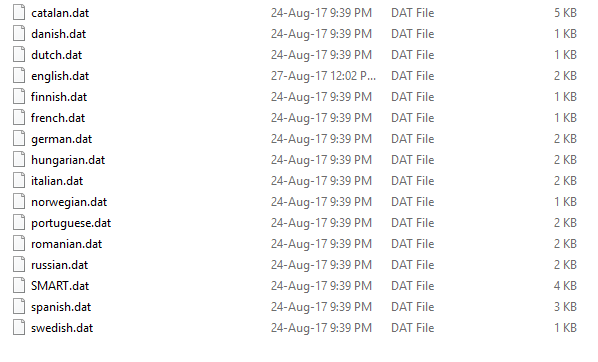 catalan.dat 24-Aug-17 9:39 PM DAT File 5 KB
danish.dat 24-Aug-17 9:39 PM DAT File 1 KB
dutch.dat 24-Aug-17 9:39 PM DAT File 1 KB
english.dat 27-Aug-17 12:02 P... DAT File 2 KB
finnish.dat 24-Aug-17 9:39 PM DAT File 1 KB
french.dat 24-Aug-17 9:39 PM DAT File 1 KB
german.dat 24-Aug-17 9:39 PM DAT File 2 KB
hungarian.dat 24-Aug-17 9:39 PM DAT File 2 KB
italian.dat 24-Aug-17 9:39 PM DAT File 2 KB
norwegian.dat 24-Aug-17 9:39 PM DAT File 1 KB
portuguese.dat 24-Aug-17 9:39 PM DAT File 2 KB
romanian.dat 24-Aug-17 9:39 PM DAT File 2 KB
russian.dat 24-Aug-17 9:39 PM DAT File 2 KB
SMART.dat 24-Aug-17 9:39 PM DAT File 4 KB
spanish.dat 24-Aug-17 9:39 PM DAT File 3 KB
swedish.dat 24-Aug-17 9:39 PM DAT File 1 KB